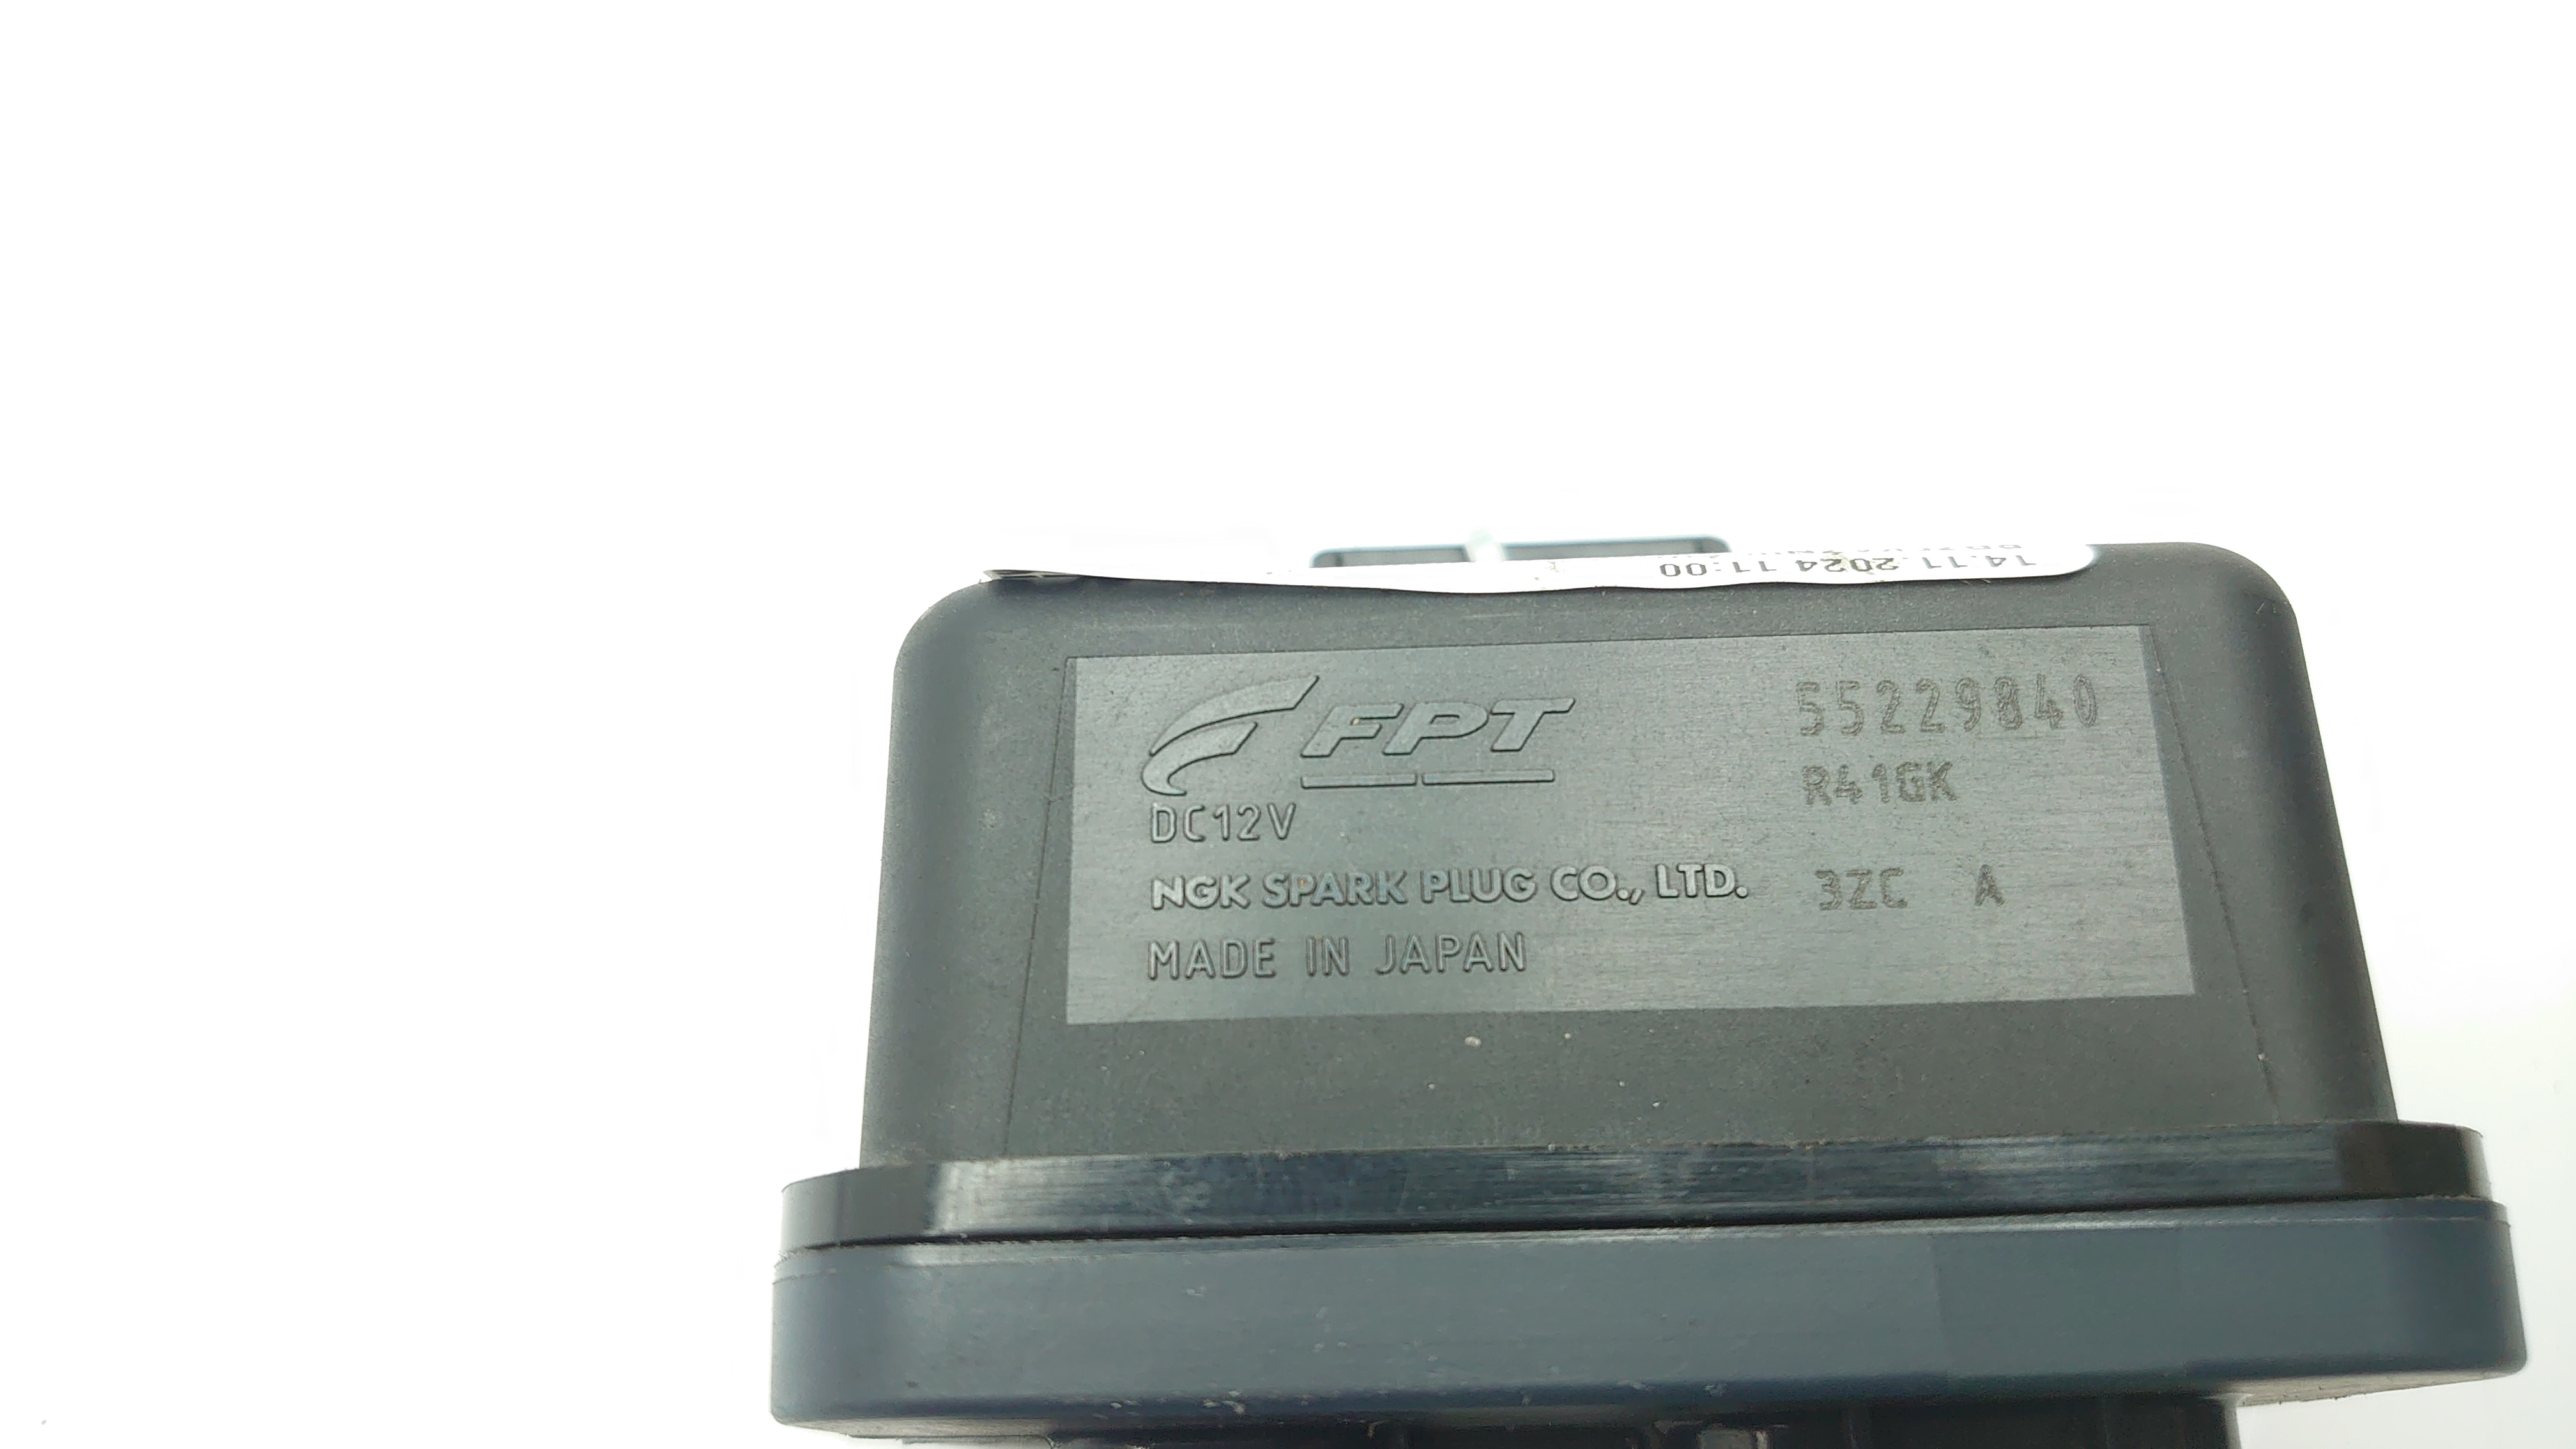 14.11.2024 11:00
FPT
55229840
R41GK
DC12V
NGK SPARK PLUG CO., LTD.
3ZC A
MADE IN JAPAN